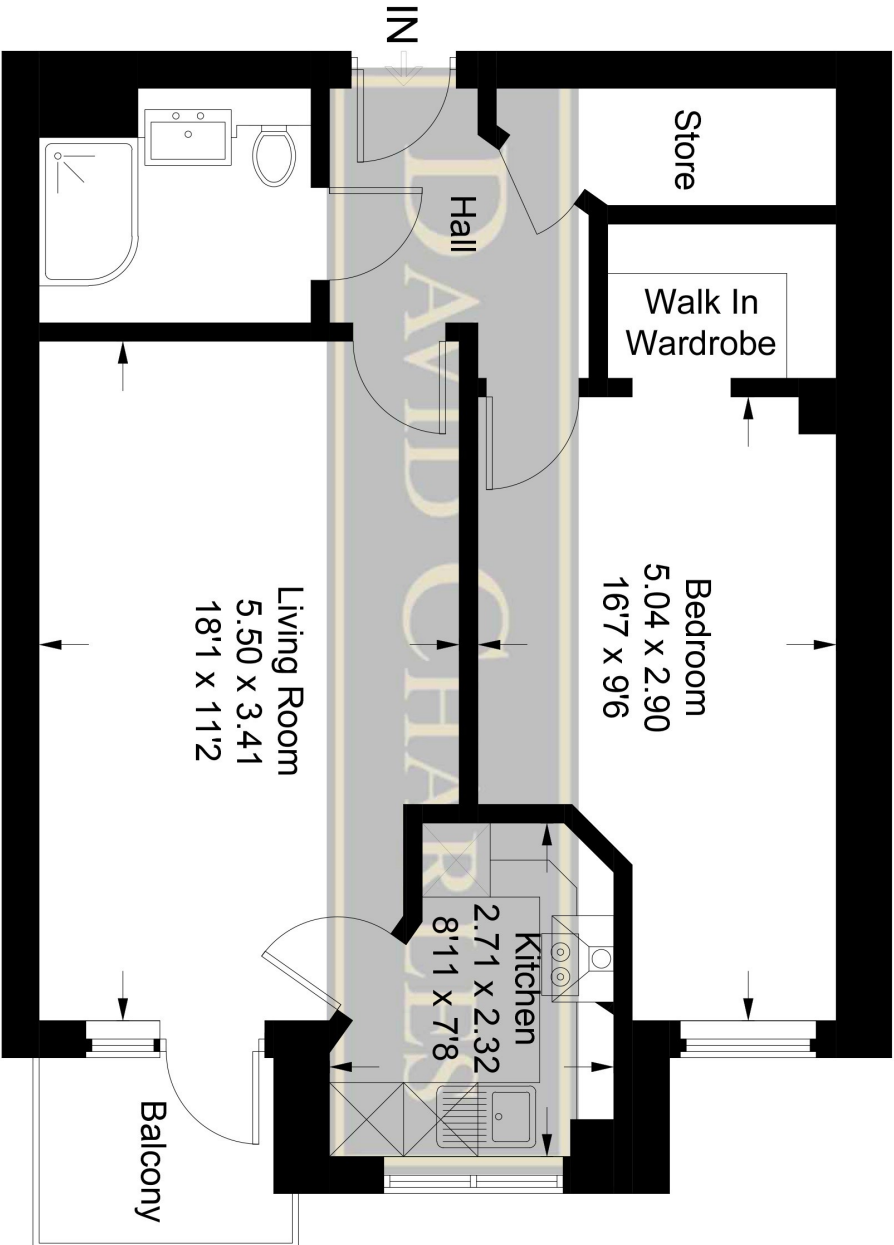 IN
Store
Hall
Walk In
Wardrobe
Bedroom
5.04 x 2.90
16'7 x 9'6
Living Room
5.50 x 3.41
18'1 x 11'2
Kitchen
2.71 x 2.32
8'11 x 7'8
Balcony
DAVID CHARLES